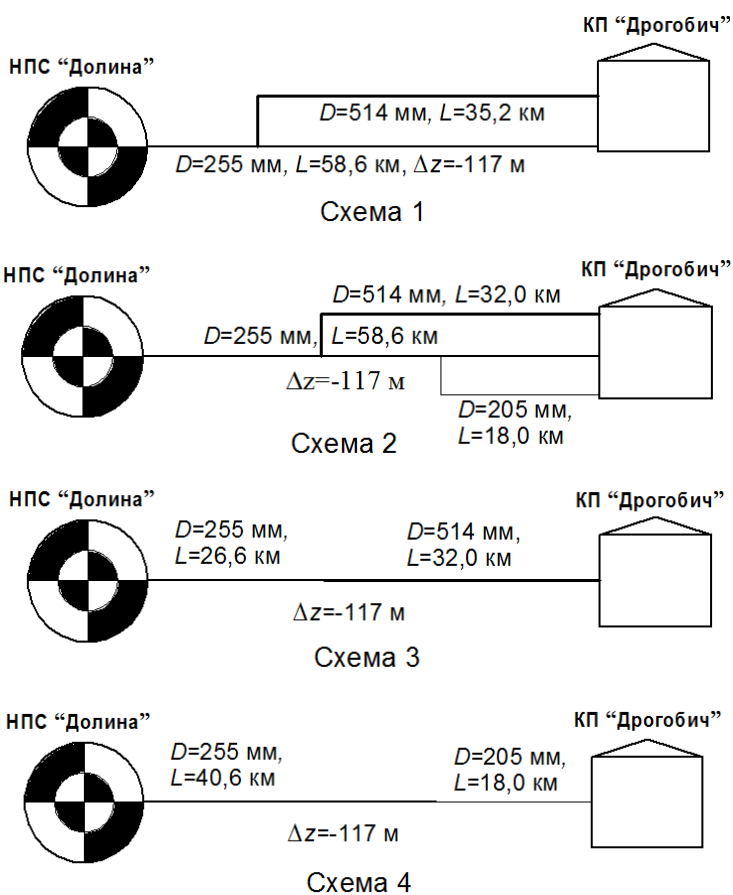 КП “Дрогобич”
НПС “Долина”
D=514 мм, L=35,2 км
D=255 мм, L=58,6 км, Δz=-117 м
Схема 1
НПС “Долина”
КП “Дрогобич”
D=514 мм, L=32,0 км
D=255 мм, L=58,6 км
Δz=-117 м
D=205 мм,
L=18,0 км
Схема 2
НПС “Долина”
КП “Дрогобич”
D=255 мм,
L=26,6 км
D=514 мм,
L=32,0 км
Δz=-117 м
Схема 3
НПС “Долина”
КП “Дрогобич”
D=255 мм,
L=40,6 км
D=205 мм,
L=18,0 км
Δz=-117 м
Схема 4